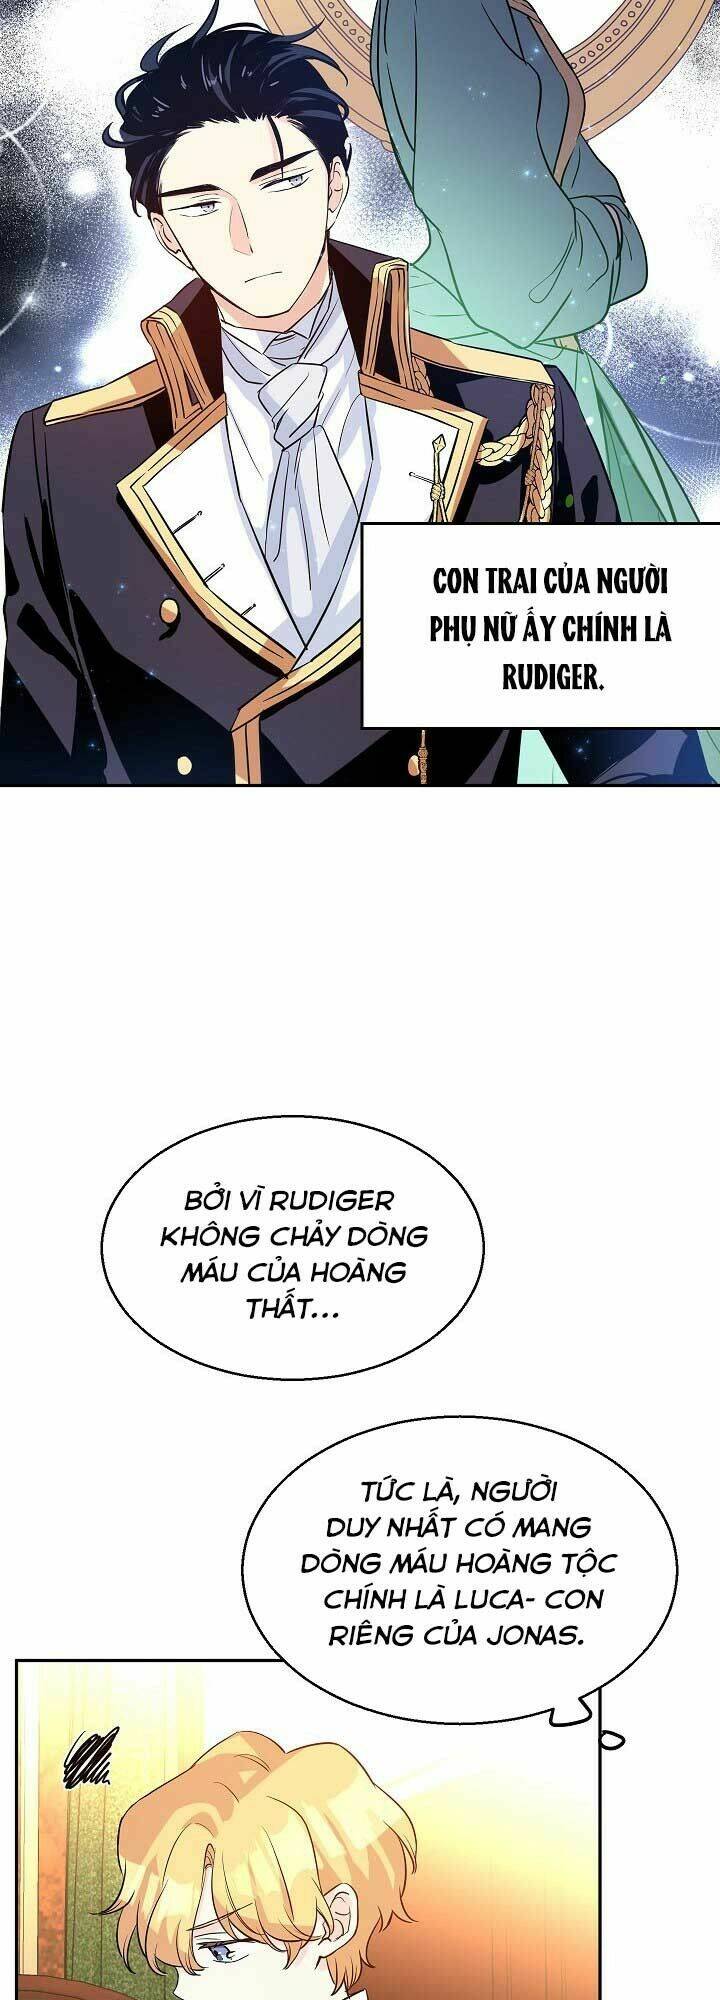 CON TRAI CỦA NGƯỜI
PHỤ NỮ ẤY CHÍNH LÀ
RUDIGER.
BỞI VÌ RUDIGER
KHÔNG CHẢY DÒNG
MÁU CỦA HOÀNG
THẤT...
TỨC LÀ, NGƯỜI
DUY NHẤT CÓ MANG
DÒNG MÁU HOÀNG TỘC
CHÍNH LÀ LUCA- CON
RIÊNG CỦA JONAS.